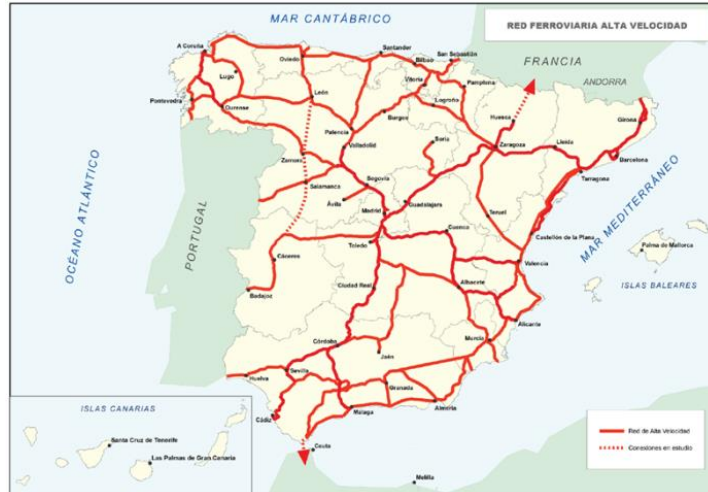 MAR CANTÁBRICO
RED FERROVIARIA ALTA VELOCIDAD
A Coruña
Lugo
Oviedo
Santander
Bilbao
San Sebastián
FRANCIA
ANDORRA
Vitoria
Pamplona
Pontevedra
Ourense
León
Logroño
Burgos
Huesca
Girona
Palencia
Valladolid
Soria
Zaragoza
Lleida
Barcelona
Zamora
Tarragona
Salamanca
Segovia
Ávila
Guadalajara
Madrid
Teruel
OCÉANO ATLÁNTICO
PORTUGAL
MAR MEDITERRÁNEO
Cuenca
Castellón de la Plana
Toledo
Palma de Mallorca
Cáceres
Valencia
ISLAS BALEARES
Badajoz
Ciudad Real
Albacete
Alicante
Murcia
Córdoba
Jaén
Huelva
Sevilla
Granada
Almería
Málaga
Cádiz
Ceuta
Melilla
ISLAS CANARIAS
Santa Cruz de Tenerife
Las Palmas de Gran Canaria
Red de Alta Velocidad
Conexiones en estudio